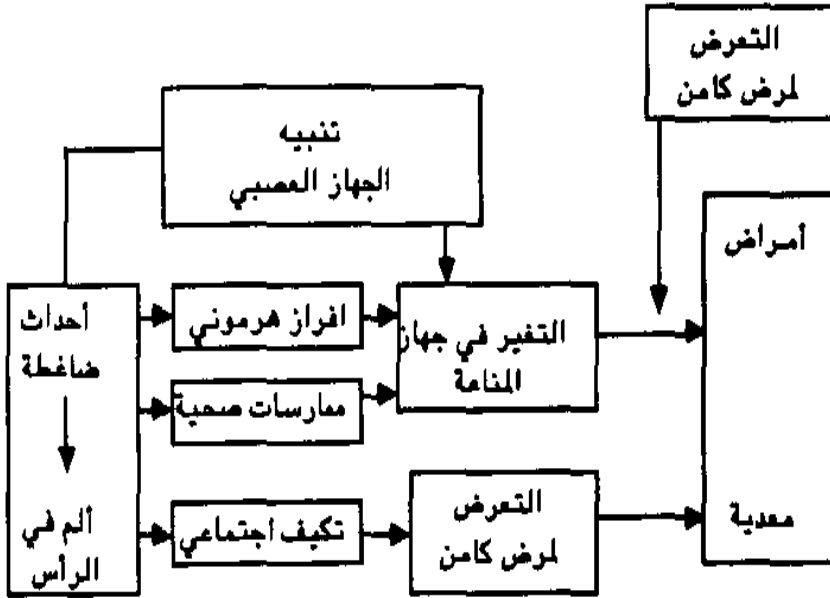 التعرض
لمرض كامن
تنبيه
الجهاز العصبي
أمراض
معدية
أحداث
ضاغطة
ألم في
الرأس
افراز هرموني
ممارسات صحية
تكيف اجتماعي
التغير في جهاز
المناعة
التعرض
لمرض كامن